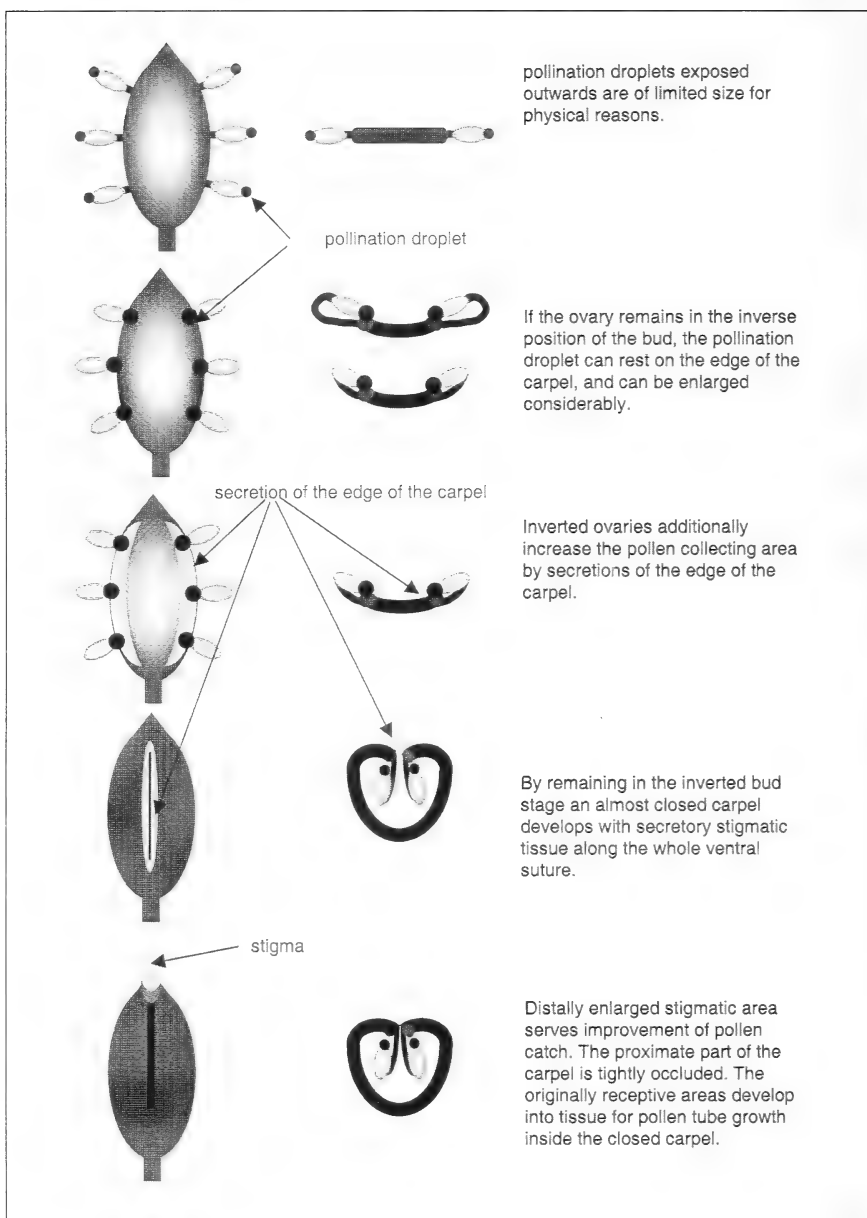 pollination droplets exposed
outwards are of limited size for
physical reasons.
pollination droplet
If the ovary remains in the inverse
position of the bud, the pollination
droplet can rest on the edge of the
carpel, and can be enlarged
considerably.
secretion of the edge of the carpel
Inverted ovaries additionally
increase the pollen collecting area
by secretions of the edge of the
carpel.
By remaining in the inverted bud
stage an almost closed carpel
develops with secretory stigmatic
tissue along the whole ventral
suture.
stigma
Distally enlarged stigmatic area
serves improvement of pollen
catch. The proximate part of the
carpel is tightly occluded. The
originally receptive areas develop
into tissue for pollen tube growth
inside the closed carpel.